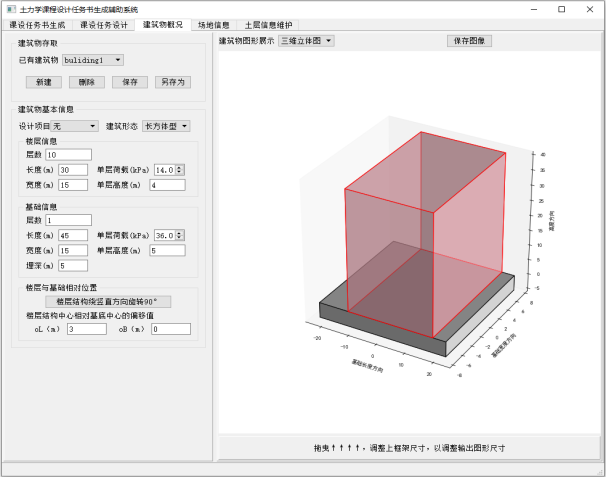 土力学课程设计任务书生成辅助系统
课设任务书生成 课设任务设计 建筑物概况 场地信息 土层信息维护
建筑物存取
已有建筑物 buliding1
新建 删除 保存 另存为
建筑物基本信息
设计项目 无 建筑形态 长方体型
楼层信息
层数 10
长度(m) 30 单层荷载(kPa) 14.0
宽度(m) 15 单层高度(m) 4
基础信息
层数 1
长度(m) 45 单层荷载(kPa) 36.0
宽度(m) 15 单层高度(m) 5
埋深(m) 5
楼层与基础相对位置
楼层结构绕竖直方向旋转90°
楼层结构中心相对基底中心的偏移值
oL（m） 3 oB（m） 0
建筑物图形展示 三维立体图 保存图像
40
35
30
25
20
15
10
5
0
-5
高度方向
8
6
4
2
0
-2
-4
-6
-8
基础宽度方向
-20 -10 0 10 20
基础长度方向
拖曳↑↑↑↑，调整上框架尺寸，以调整输出图形尺寸